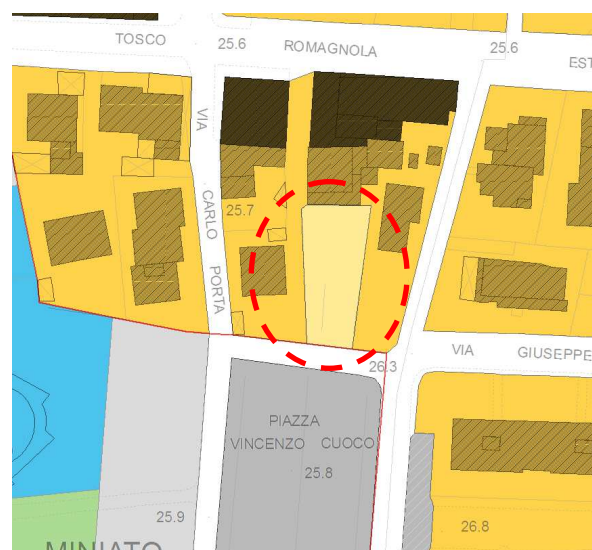 TOSCO
25.6
ROMAGNOLA
25.6
EST
VIA
CARLO
PORTA
25.7
26.3
VIA
GIUSEPPE
PIAZZA
VINCENZO CUOCO
25.8
25.9
26.8
MINIATO